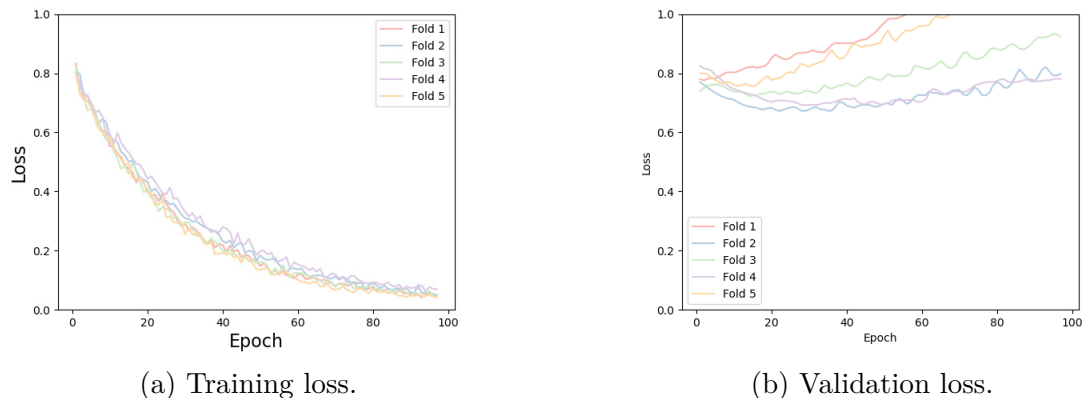 1.0
0.8
0.6
0.4
0.2
0.0
Loss
0 20 40 60 80 100
Epoch
Fold 1
Fold 2
Fold 3
Fold 4
Fold 5
(a) Training loss.
1.0
0.8
0.6
0.4
0.2
0.0
Loss
Fold 1
Fold 2
Fold 3
Fold 4
Fold 5
0 20 40 60 80 100
Epoch
(b) Validation loss.